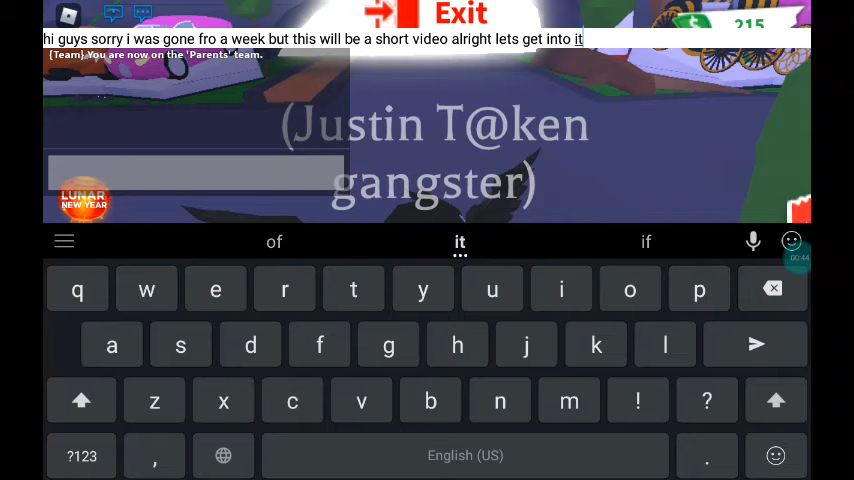 Exit
215
hi guys sorry i was gone fro a week but this will be a short video alright lets get into it
{Team} You are now on the 'Parents' team.
(Justin T@ken
gangster)
LUNAR
NEW YEAR
of it if
00:44
q w e r t y u i o p
a s d f g h j k l
z x c v b n m ! ?
?123 , English (US) .